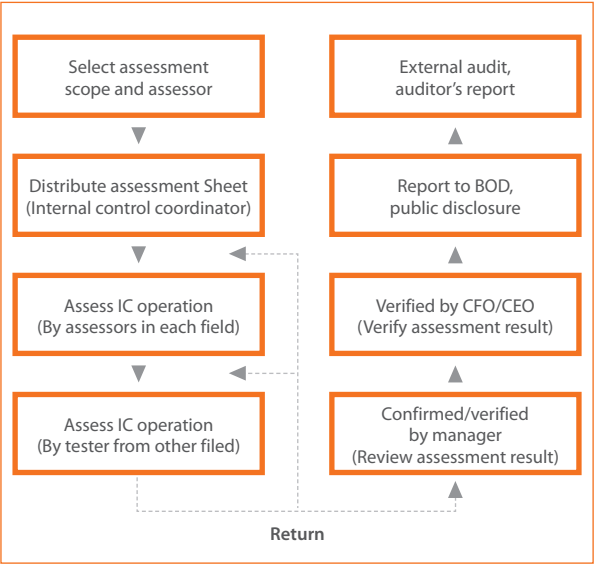 Select assessment
scope and assessor
Distribute assessment Sheet
(Internal control coordinator)
Assess IC operation
(By assessors in each field)
Assess IC operation
(By tester from other filed)
External audit,
auditor's report
Report to BOD,
public disclosure
Verified by CFO/CEO
(Verify assessment result)
Confirmed/verified
by manager
(Review assessment result)
Return